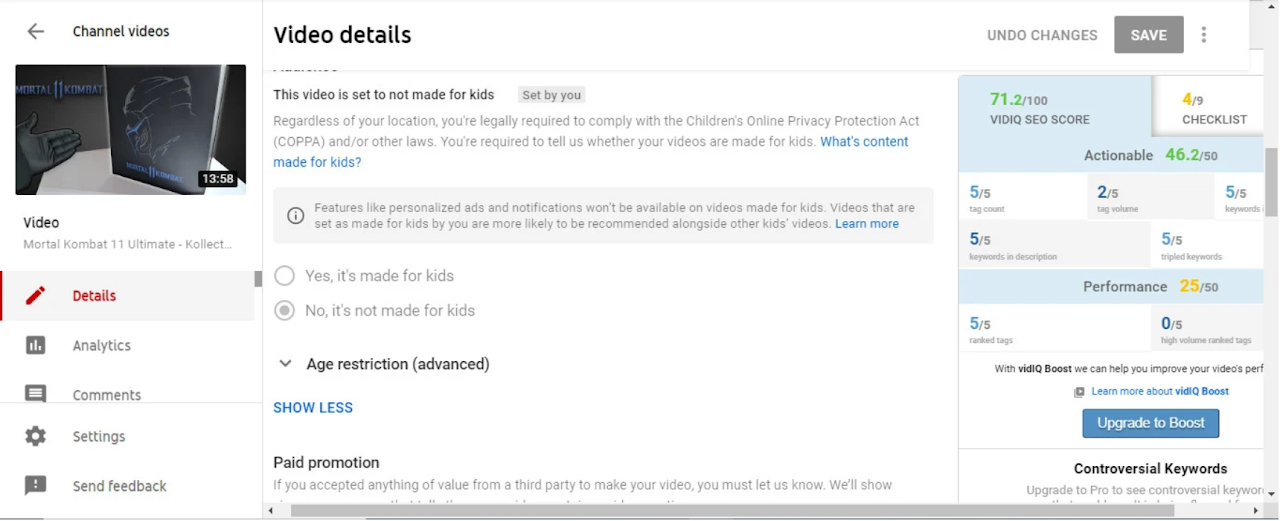 Channel videos
MORTAL KOMBAT 11
MORTAL KOMBAT
13:58
Video
Mortal Kombat 11 Ultimate - Kollect...
Details
Analytics
Comments
Settings
Send feedback
Video details
UNDO CHANGES
SAVE
Audience
This video is set to not made for kids
Set by you
Regardless of your location, you're legally required to comply with the Children's Online Privacy Protection Act
(COPPA) and/or other laws. You're required to tell us whether your videos are made for kids. What's content
made for kids?
Features like personalized ads and notifications won't be available on videos made for kids. Videos that are
set as made for kids by you are more likely to be recommended alongside other kids' videos. Learn more
Yes, it's made for kids
No, it's not made for kids
Age restriction (advanced)
SHOW LESS
Paid promotion
If you accepted anything of value from a third party to make your video, you must let us know. We'll show
71.2/100
VIDIQ SEO SCORE
4/9
CHECKLIST
Actionable 46.2/50
5/5
tag count
2/5
tag volume
5/5
keywords i
5/5
keywords in description
5/5
tripled keywords
Performance 25/50
5/5
ranked tags
0/5
high volume ranked tags
With vidIQ Boost we can help you improve your video's perf
Learn more about vidIQ Boost
Upgrade to Boost
Controversial Keywords
Upgrade to Pro to see controversial keywor